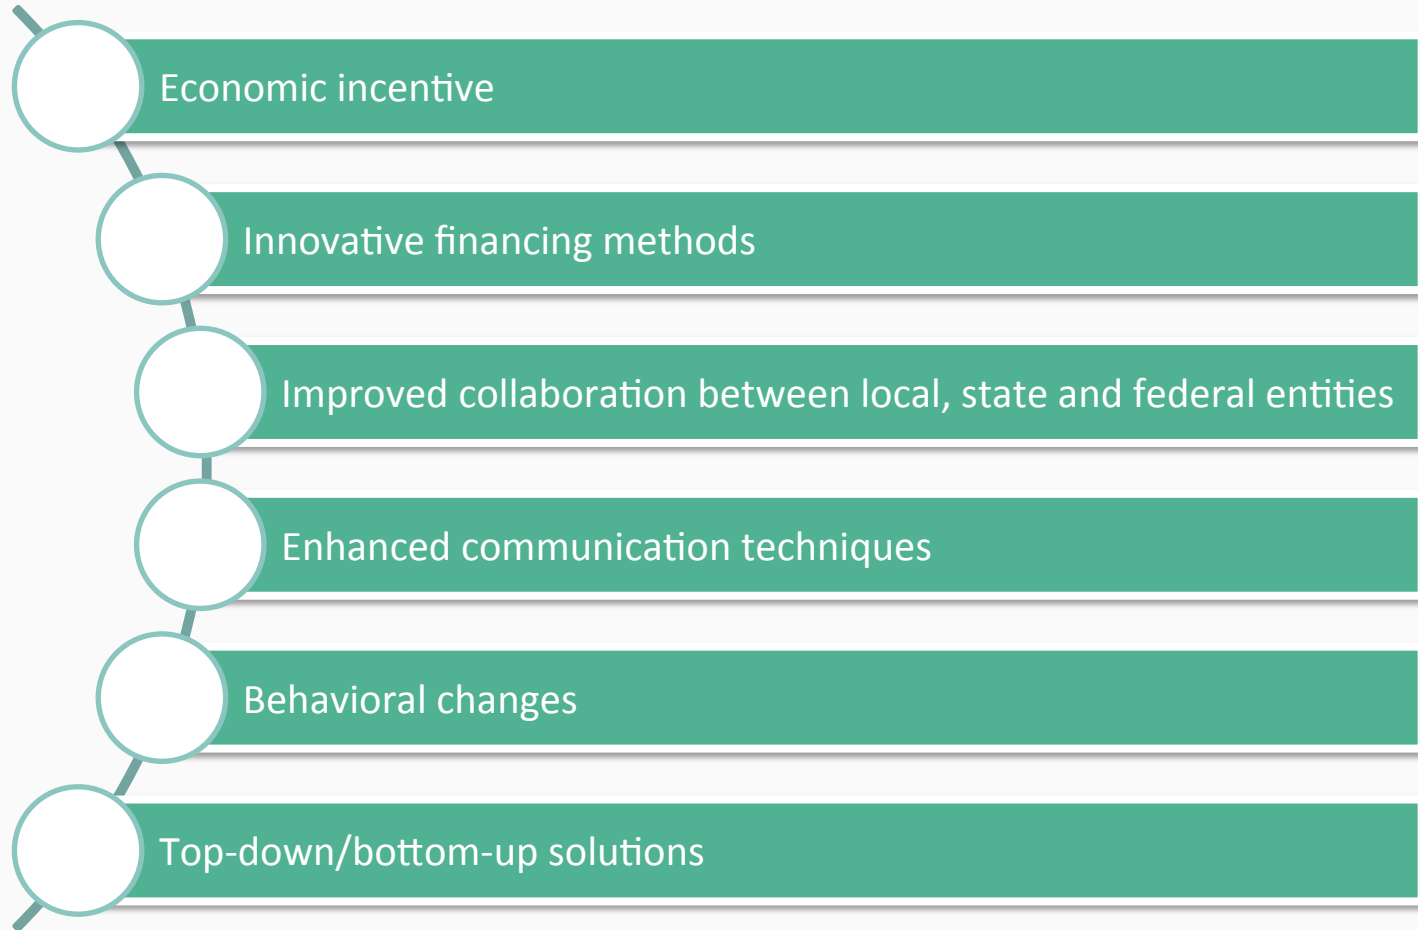 Economic incentive
Innovative financing methods
Improved collaboration between local, state and federal entities
Enhanced communication techniques
Behavioral changes
Top-down/bottom-up solutions